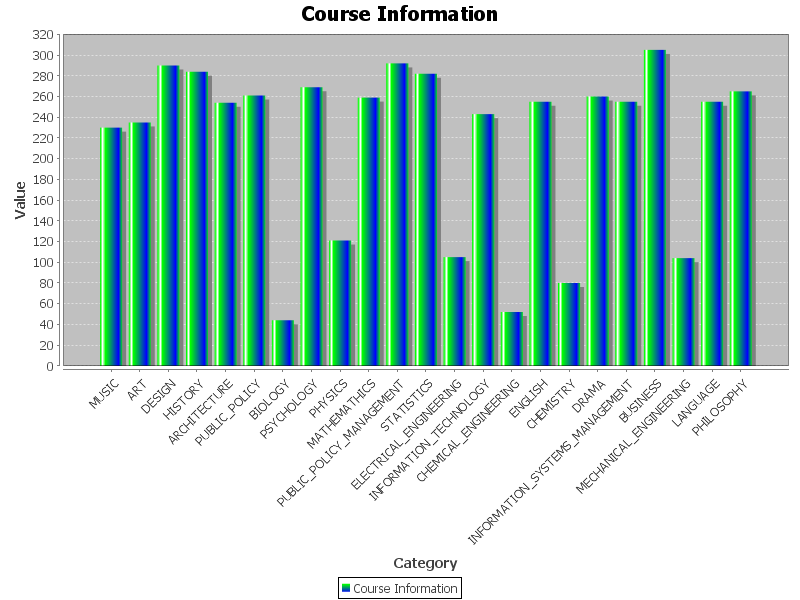 Course Information
320
300
280
260
240
220
200
180
160
140
120
100
80
60
40
20
0
Value
MUSIC
ART
DESIGN
HISTORY
ARCHITECTURE
PUBLIC_POLICY
BIOLOGY
PSYCHOLOGY
PHYSICS
MATHEMATHICS
PUBLIC_POLICY_MANAGEMENT
STATISTICS
ELECTRICAL_ENGINEERING
INFORMATION_TECHNOLOGY
CHEMICAL_ENGINEERING
ENGLISH
CHEMISTRY
DRAMA
INFORMATION_SYSTEMS_MANAGEMENT
BUSINESS
MECHANICAL_ENGINEERING
LANGUAGE
PHILOSOPHY
Category
Course Information